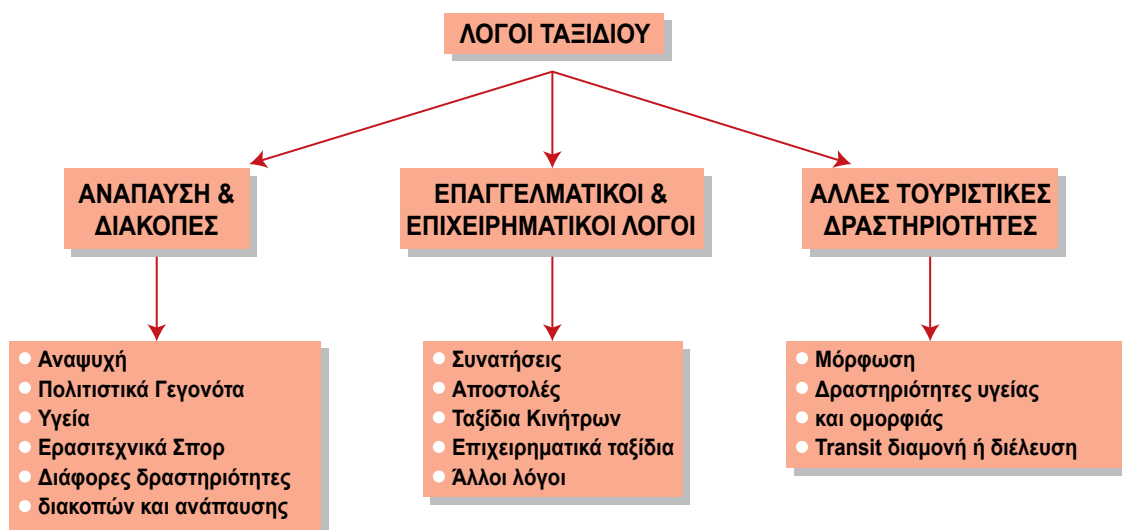 ΛΟΓΟΙ ΤΑΞΙΔΙΟΥ
ΑΝΑΠΑΥΣΗ &
ΔΙΑΚΟΠΕΣ
ΕΠΑΓΓΕΛΜΑΤΙΚΟΙ &
ΕΠΙΧΕΙΡΗΜΑΤΙΚΟΙ ΛΟΓΟΙ
ΑΛΛΕΣ ΤΟΥΡΙΣΤΙΚΕΣ
ΔΡΑΣΤΗΡΙΟΤΗΤΕΣ
Αναψυχή
Πολιτιστικά Γεγονότα
Υγεία
Ερασιτεχνικά Σπορ
Διάφορες δραστηριότητες
διακοπών και ανάπαυσης
Συνατήσεις
Αποστολές
Ταξίδια Κινήτρων
Επιχειρηματικά ταξίδια
Άλλοι λόγοι
Μόρφωση
Δραστηριότητες υγείας
και ομορφιάς
Transit διαμονή ή διέλευση